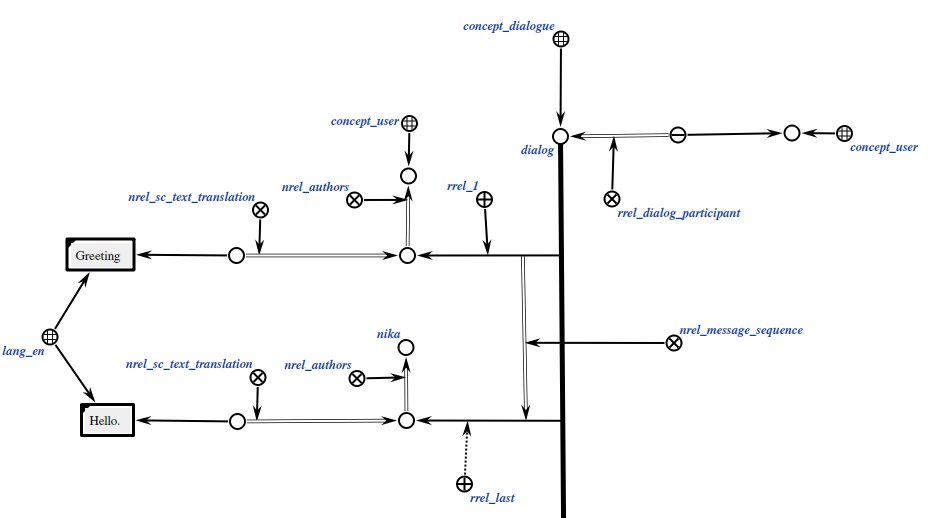 concept_dialogue
concept_user
dialog
concept_user
nrel_authors
rrel_1
nrel_sc_text_translation
rrel_dialog_participant
Greeting
nika
nrel_message_sequence
lang_en
nrel_sc_text_translation
nrel_authors
Hello.
rrel_last